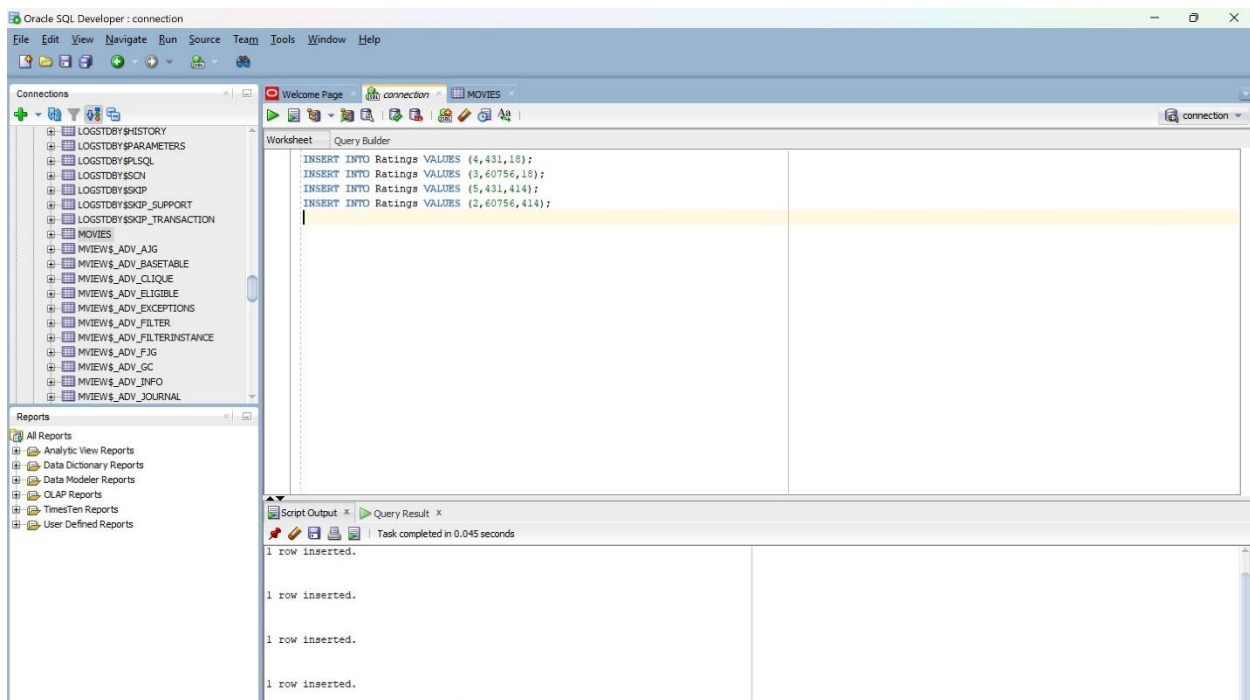 Oracle SQL Developer : connection
File Edit View Navigate Run Source Team Tools Window Help
Connections
LOGSTDBY$HISTORY
LOGSTDBY$PARAMETERS
LOGSTDBY$PLSQL
LOGSTDBY$SCN
LOGSTDBY$SKIP
LOGSTDBY$SKIP_SUPPORT
LOGSTDBY$SKIP_TRANSACTION
MOVIES
MVIEW$_ADV_AJG
MVIEW$_ADV_BASETABLE
MVIEW$_ADV_CLIQUE
MVIEW$_ADV_ELIGIBLE
MVIEW$_ADV_EXCEPTIONS
MVIEW$_ADV_FILTER
MVIEW$_ADV_FILTERINSTANCE
MVIEW$_ADV_FJG
MVIEW$_ADV_GC
MVIEW$_ADV_INFO
MVIEW$_ADV_JOURNAL
Reports
All Reports
Analytic View Reports
Data Dictionary Reports
Data Modeler Reports
OLAP Reports
TimesTen Reports
User Defined Reports
Welcome Page connection MOVIES
connection
Worksheet Query Builder
INSERT INTO Ratings VALUES (4,431,18);
INSERT INTO Ratings VALUES (3,60756,18);
INSERT INTO Ratings VALUES (5,431,414);
INSERT INTO Ratings VALUES (2,60756,414);
Script Output Query Result
Task completed in 0.045 seconds
1 row inserted.
1 row inserted.
1 row inserted.
1 row inserted.